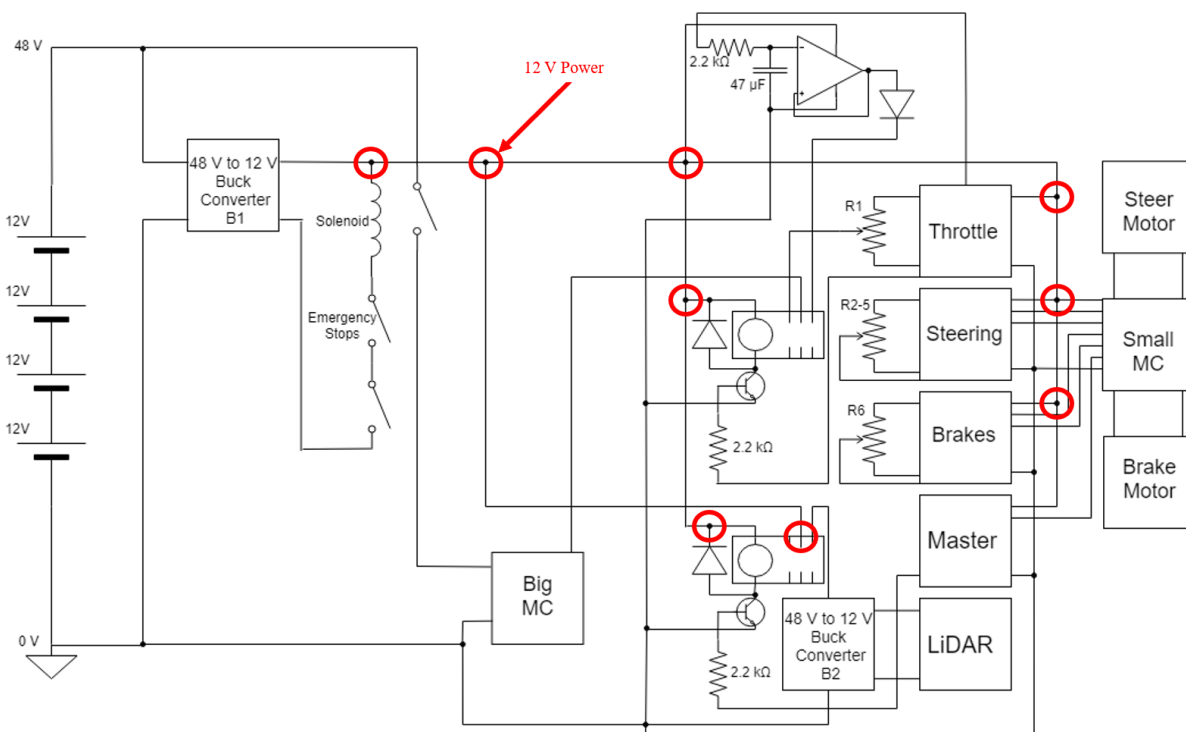 48 V
12 V Power
2.2 kΩ
47 µF
-
+
48 V to 12 V
Buck
Converter
B1
Solenoid
Emergency
Stops
12V
12V
12V
12V
0 V
R1
Throttle
Steer
Motor
R2-5
Steering
Small
MC
R6
Brakes
2.2 kΩ
Brake
Motor
Master
Big
MC
48 V to 12 V
Buck
Converter
B2
LiDAR
2.2 kΩ